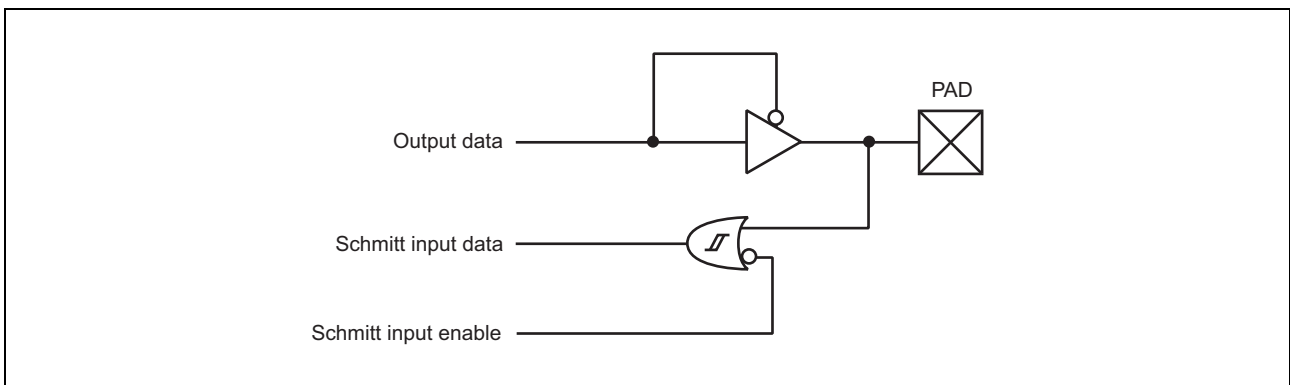 PAD
Output data
Schmitt input data
Schmitt input enable